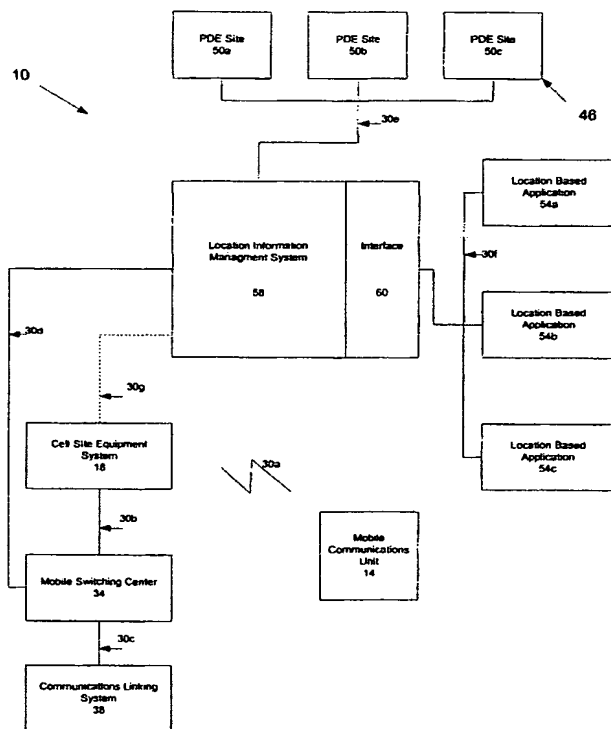 PDE Site
50a
PDE Site
50b
PDE Site
50c
10
46
30e
Location Information
Managment System
58
Interface
60
Location Based
Application
54a
30f
Location Based
Application
54b
Location Based
Application
54c
30d
30g
Cell Site Equipment
System
18
30a
30b
Mobile
Communications
Unit
14
Mobile Switching Center
34
30c
Communications Linking
System
38